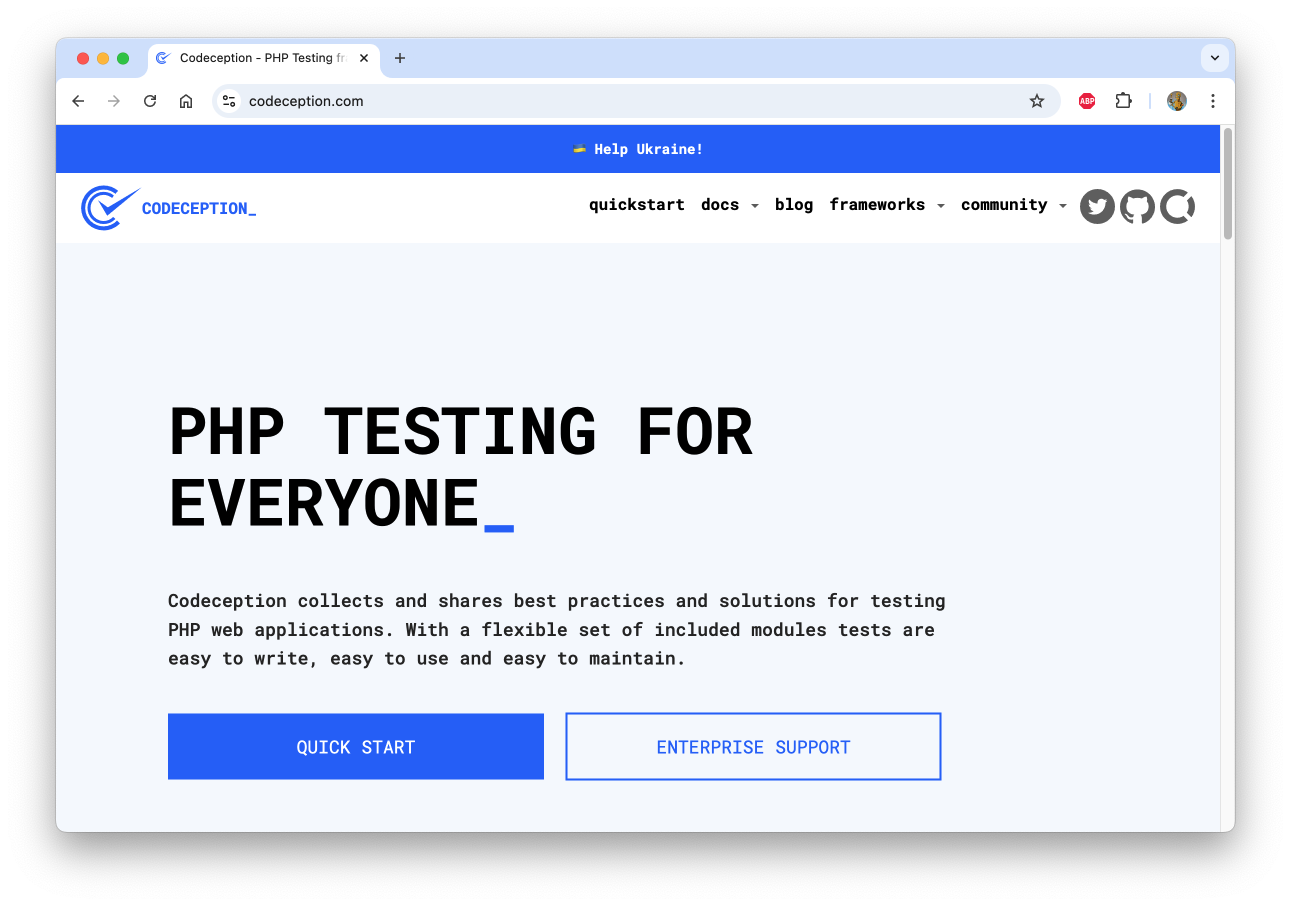 Codeception - PHP Testing fr
codeception.com
ABP
Help Ukraine!
CODECEPTION_
quickstart docs blog frameworks community
PHP TESTING FOR
EVERYONE_
Codeception collects and shares best practices and solutions for testing
PHP web applications. With a flexible set of included modules tests are
easy to write, easy to use and easy to maintain.
QUICK START
ENTERPRISE SUPPORT